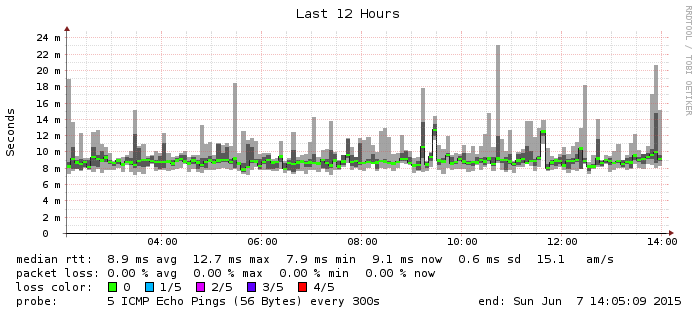 Last 12 Hours
RRDTOOL / TOBI OETIKER
Seconds
24 m
22 m
20 m
18 m
16 m
14 m
12 m
10 m
8 m
6 m
4 m
2 m
0
04:00 06:00 08:00 10:00 12:00 14:00
median rtt: 8.9 ms avg 12.7 ms max 7.9 ms min 9.1 ms now 0.6 ms sd 15.1 am/s
packet loss: 0.00 % avg 0.00 % max 0.00 % min 0.00 % now
loss color: 0 1/5 2/5 3/5 4/5
probe: 5 ICMP Echo Pings (56 Bytes) every 300s end: Sun Jun 7 14:05:09 2015